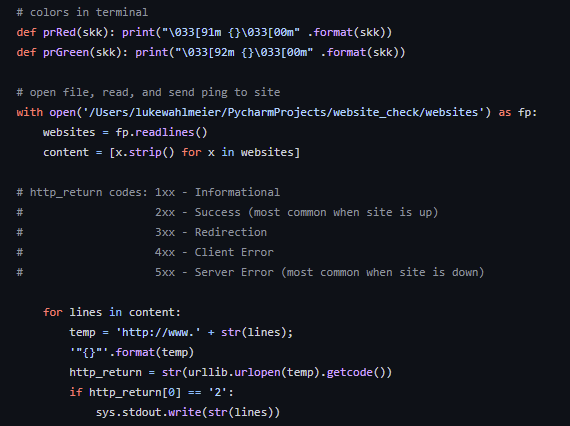 # colors in terminal
def prRed(skk): print("\033[91m {}\033[00m" .format(skk))
def prGreen(skk): print("\033[92m {}\033[00m" .format(skk))

# open file, read, and send ping to site
with open('/Users/lukewahlmeier/PycharmProjects/website_check/websites') as fp:
    websites = fp.readlines()
    content = [x.strip() for x in websites]

# http_return codes: 1xx - Informational
#                    2xx - Success (most common when site is up)
#                    3xx - Redirection
#                    4xx - Client Error
#                    5xx - Server Error (most common when site is down)

    for lines in content:
        temp = 'http://www.' + str(lines);
        '"{}"'.format(temp)
        http_return = str(urllib.urlopen(temp).getcode())
        if http_return[0] == '2':
            sys.stdout.write(str(lines))